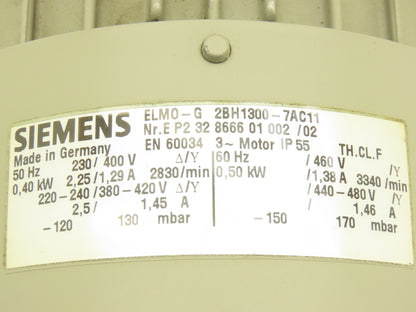 ELMO-G 2BH1300-7AC11
SIEMENS Nr.E P2 32 8666 01 002 /02
Made in Germany EN 60034 3~ Motor IP 55 TH.CL.F
50 Hz 230/ 400 V Δ/Y 60 Hz / 460 V /Y
0,40 kW 2,25/1,29 A 2830/min 0,50 kW /1,38 A 3340/min
220-240/380-420 V Δ/Y /440-480 V /Y
2,5/ 1,45 A / 1,46 A
-120 130 mbar -150 170 mbar